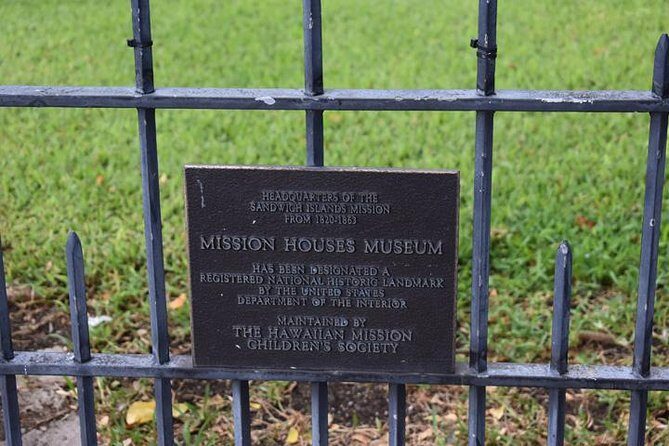 HEADQUARTERS OF THE
SANDWICH ISLANDS MISSION
FROM 1820-1863
MISSION HOUSES MUSEUM
HAS BEEN DESIGNATED A
REGISTERED NATIONAL HISTORIC LANDMARK
BY THE UNITED STATES
DEPARTMENT OF THE INTERIOR
MAINTAINED BY
THE HAWAIIAN MISSION
CHILDREN'S SOCIETY